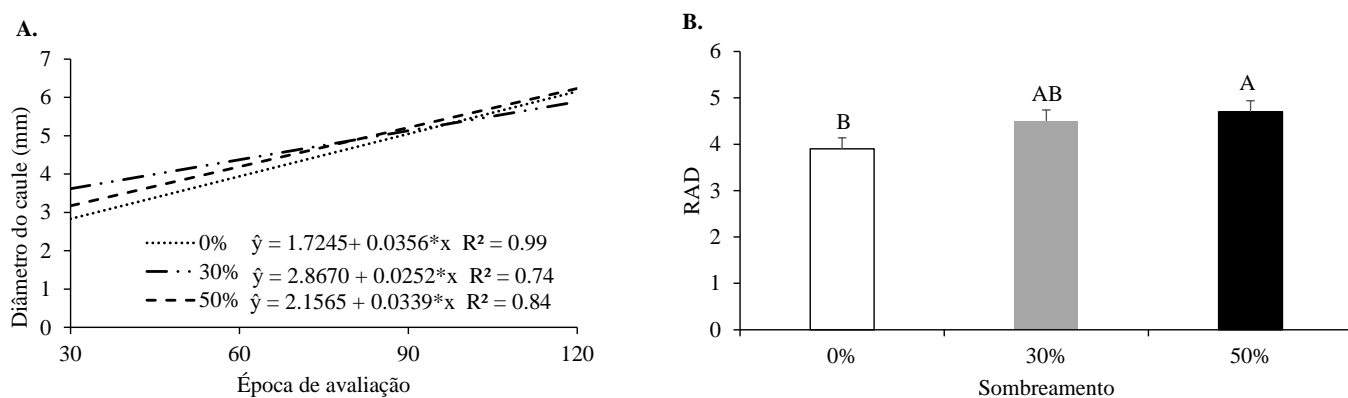 A.
Diâmetro do caule (mm)
7
6
5
4
3
2
1
0
0% ŷ = 1.7245+ 0.0356*x R² = 0.99
30% ŷ = 2.8670 + 0.0252*x R² = 0.74
50% ŷ = 2.1565 + 0.0339*x R² = 0.84
30 60 90 120
Época de avaliação
B.
RAD
6
5
4
3
2
1
0
B AB A
0% 30% 50%
Sombreamento